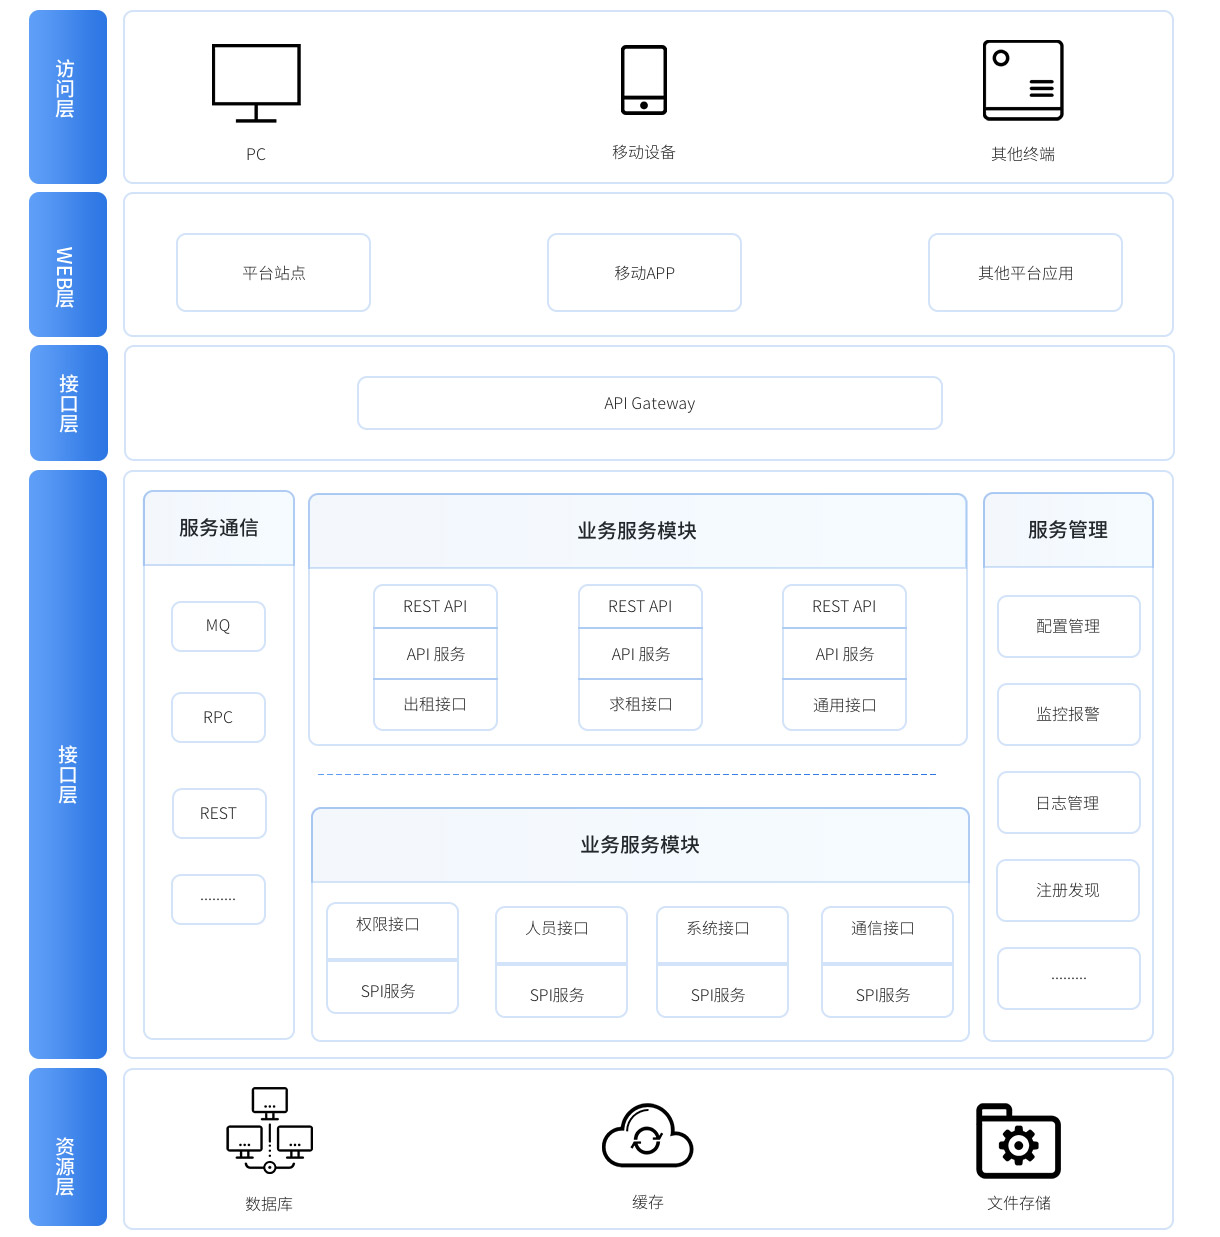 访问层
PC
移动设备
其他终端
WEB层
平台站点
移动APP
其他平台应用
接口层
API Gateway
接口层
服务通信
MQ
RPC
REST
.........
业务服务模块
REST API
API 服务
出租接口
REST API
API 服务
求租接口
REST API
API 服务
通用接口
业务服务模块
权限接口
SPI服务
人员接口
SPI服务
系统接口
SPI服务
通信接口
SPI服务
服务管理
配置管理
监控报警
日志管理
注册发现
.........
资源层
数据库
缓存
文件存储